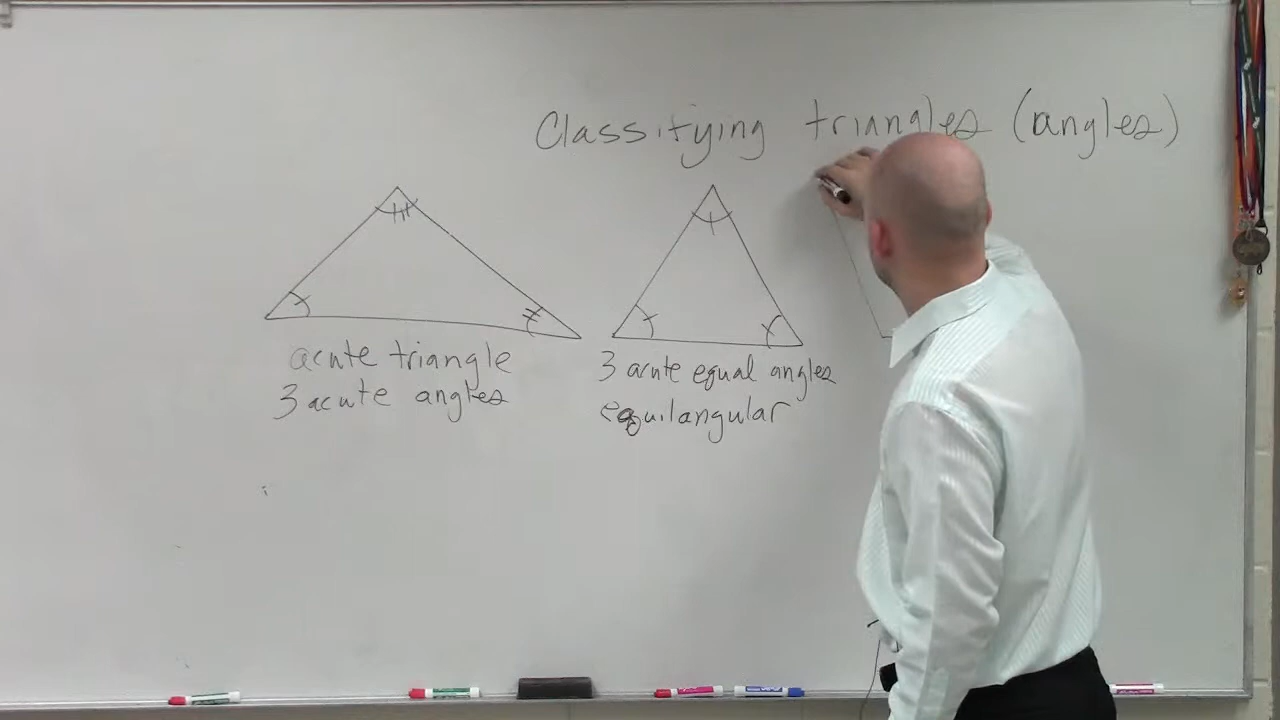 Classifying triangles (angles)
acute triangle
3 acute angles
3 acute equal angles
equilangular